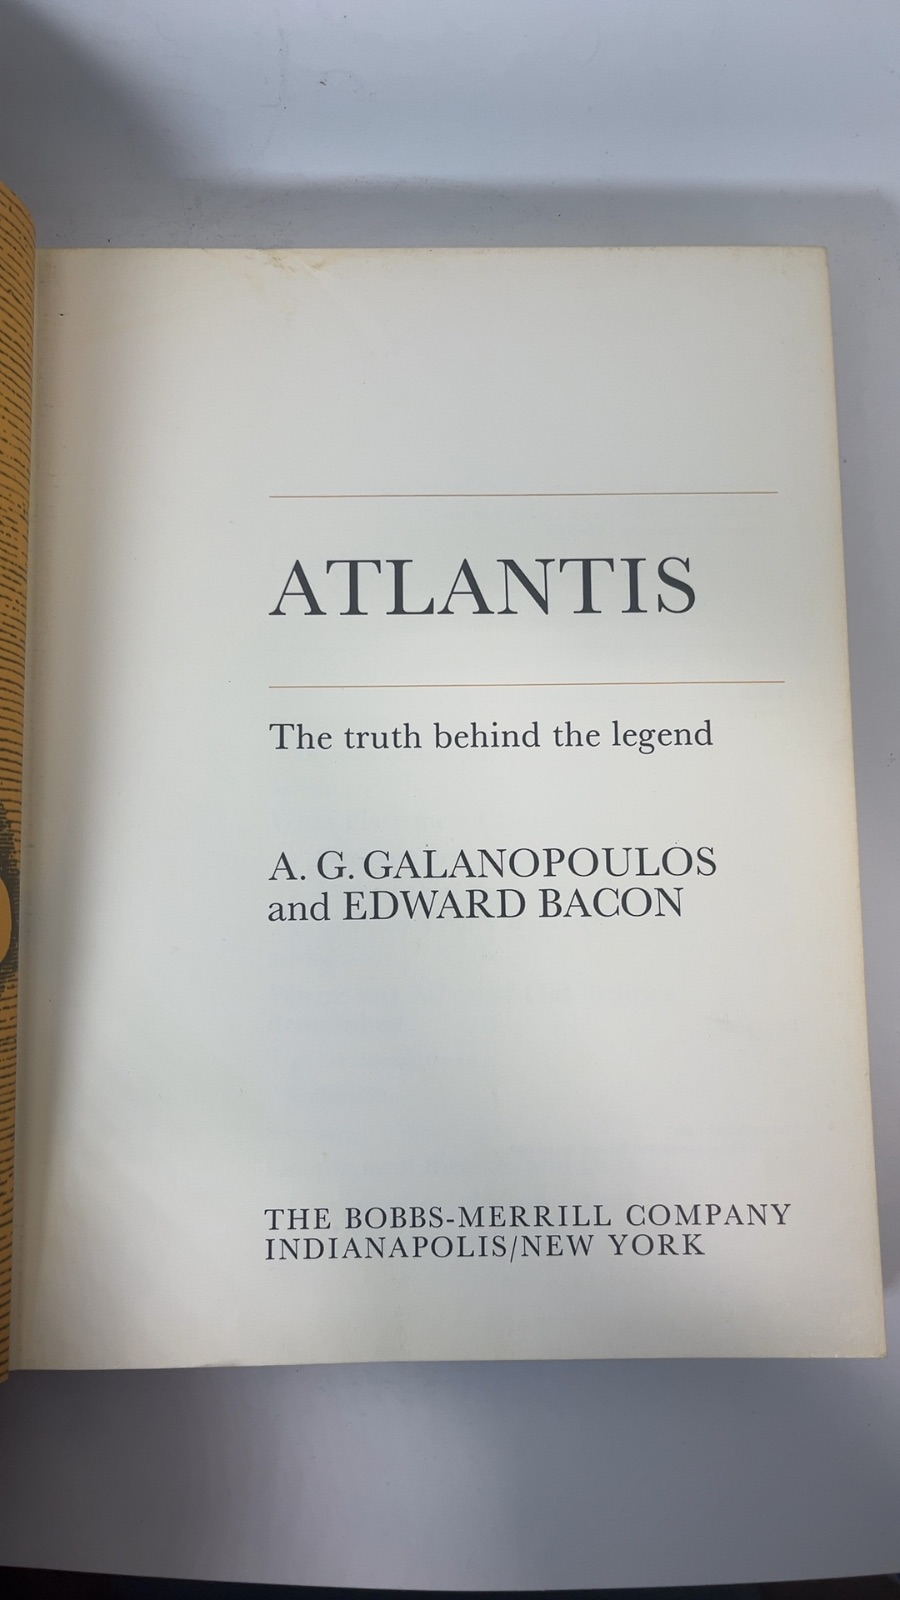 ATLANTIS
The truth behind the legend
A. G. GALANOPOULOS
and EDWARD BACON
THE BOBBS-MERRILL COMPANY
INDIANAPOLIS/NEW YORK